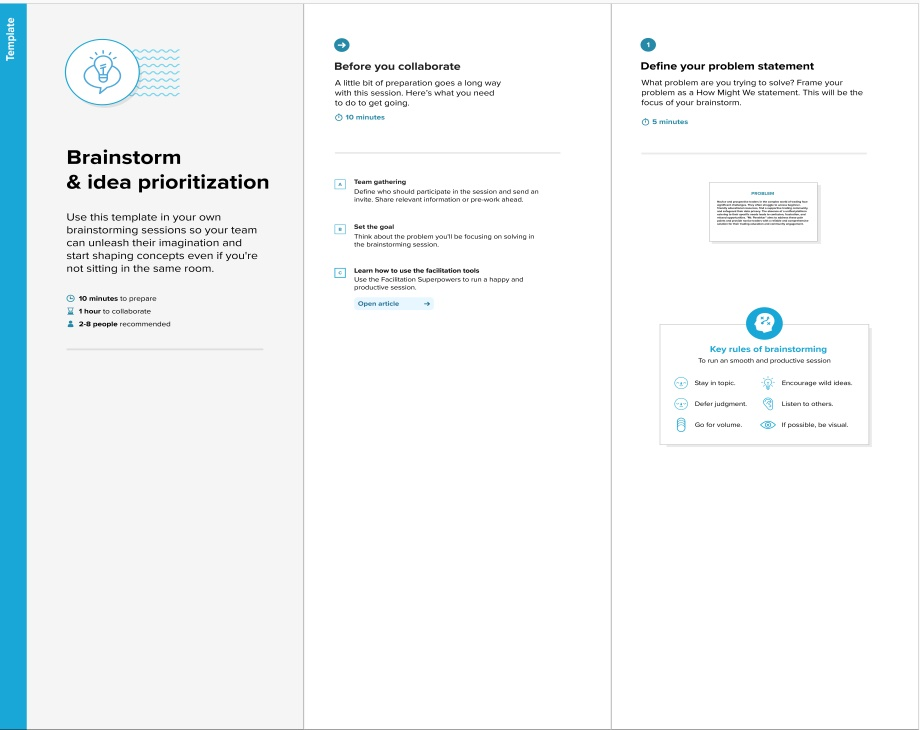 Template
Brainstorm
& idea prioritization
Use this template in your own
brainstorming sessions so your team
can unleash their imagination and
start shaping concepts even if you're
not sitting in the same room.
10 minutes to prepare
1 hour to collaborate
2-8 people recommended
Before you collaborate
A little bit of preparation goes a long way
with this session. Here's what you need
to do to get going.
10 minutes
A
Team gathering
Define who should participate in the session and send an
invite. Share relevant information or pre-work ahead.
B
Set the goal
Think about the problem you'll be focusing on solving in
the brainstorming session.
C
Learn how to use the facilitation tools
Use the Facilitation Superpowers to run a happy and
productive session.
Open article
1
Define your problem statement
What problem are you trying to solve? Frame your
problem as a How Might We statement. This will be the
focus of your brainstorm.
5 minutes
PROBLEM
Key rules of brainstorming
To run an smooth and productive session
Stay in topic.
Encourage wild ideas.
Defer judgment.
Listen to others.
Go for volume.
If possible, be visual.